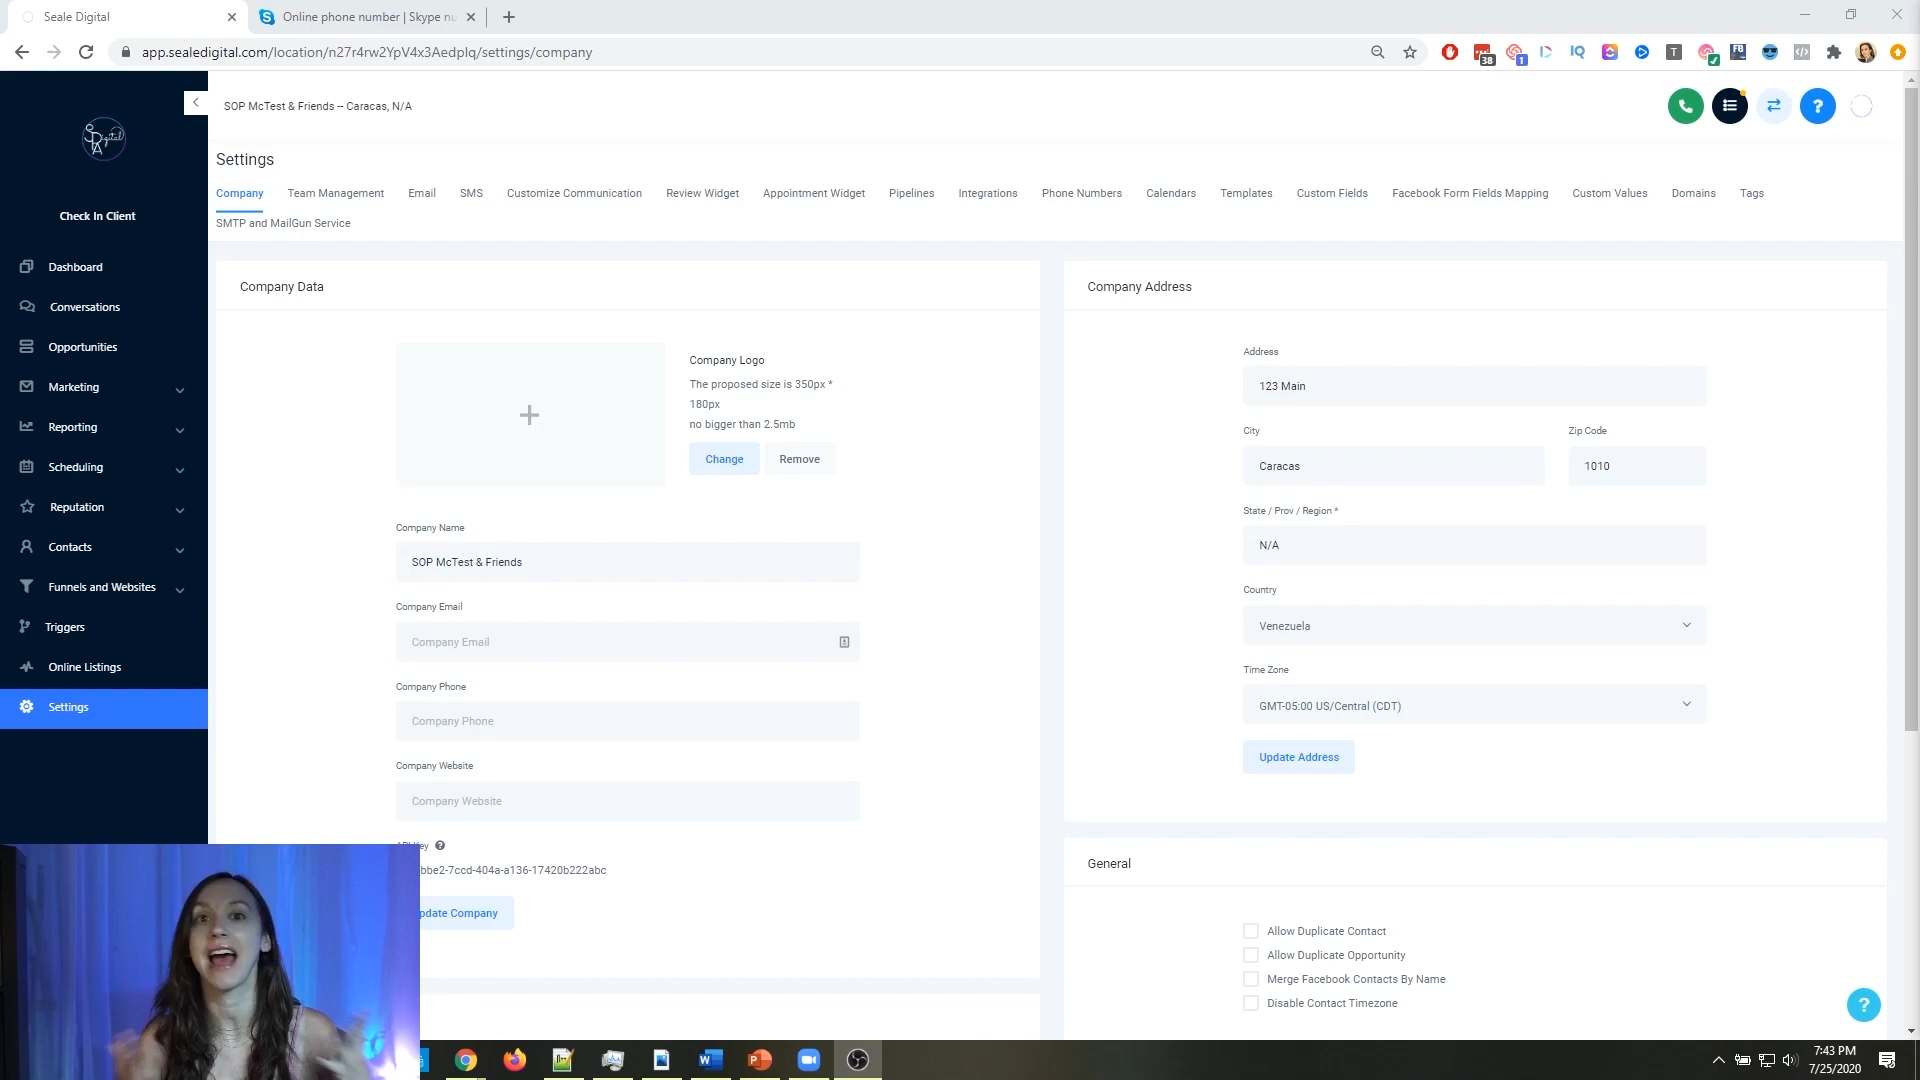 Seale Digital
Online phone number | Skype nu
app.sealedigital.com/location/n27r4rw2YpV4x3Aedplq/settings/company
38
1
IQ
T
FB
SOP McTest & Friends -- Caracas, N/A
Check In Client
Dashboard
Conversations
Opportunities
Marketing
Reporting
Scheduling
Reputation
Contacts
Funnels and Websites
Triggers
Online Listings
Settings
Settings
Company Team Management Email SMS Customize Communication Review Widget Appointment Widget Pipelines Integrations Phone Numbers Calendars Templates Custom Fields Facebook Form Fields Mapping Custom Values Domains Tags
SMTP and MailGun Service
Company Data
Company Logo
The proposed size is 350px *
180px
no bigger than 2.5mb
Change Remove
Company Name
SOP McTest & Friends
Company Email
Company Email
Company Phone
Company Phone
Company Website
Company Website
bbe2-7ccd-404a-a136-17420b222abc
pdate Company
Company Address
Address
123 Main
City Zip Code
Caracas 1010
State / Prov / Region *
N/A
Country
Venezuela
Time Zone
GMT-05:00 US/Central (CDT)
Update Address
General
Allow Duplicate Contact
Allow Duplicate Opportunity
Merge Facebook Contacts By Name
Disable Contact Timezone
7:43 PM
7/25/2020